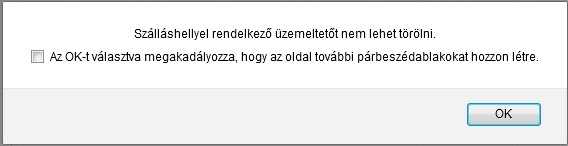 Szálláshellyel rendelkező üzemeltetőt nem lehet törölni.
Az OK-t választva megakadályozza, hogy az oldal további párbeszédablakokat hozzon létre.
OK